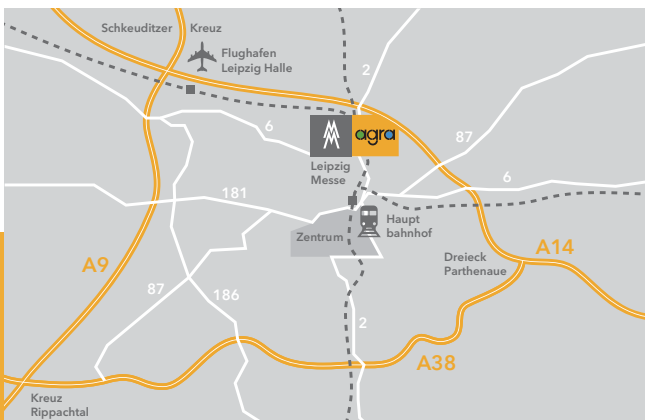 Schkeuditzer Kreuz
Flughafen
Leipzig Halle
2
6
agra
87
Leipzig
Messe
6
181
Haupt
bahnhof
Zentrum
Dreieck
Parthenaue
A14
A9
87
186
2
A38
Kreuz
Rippachtal